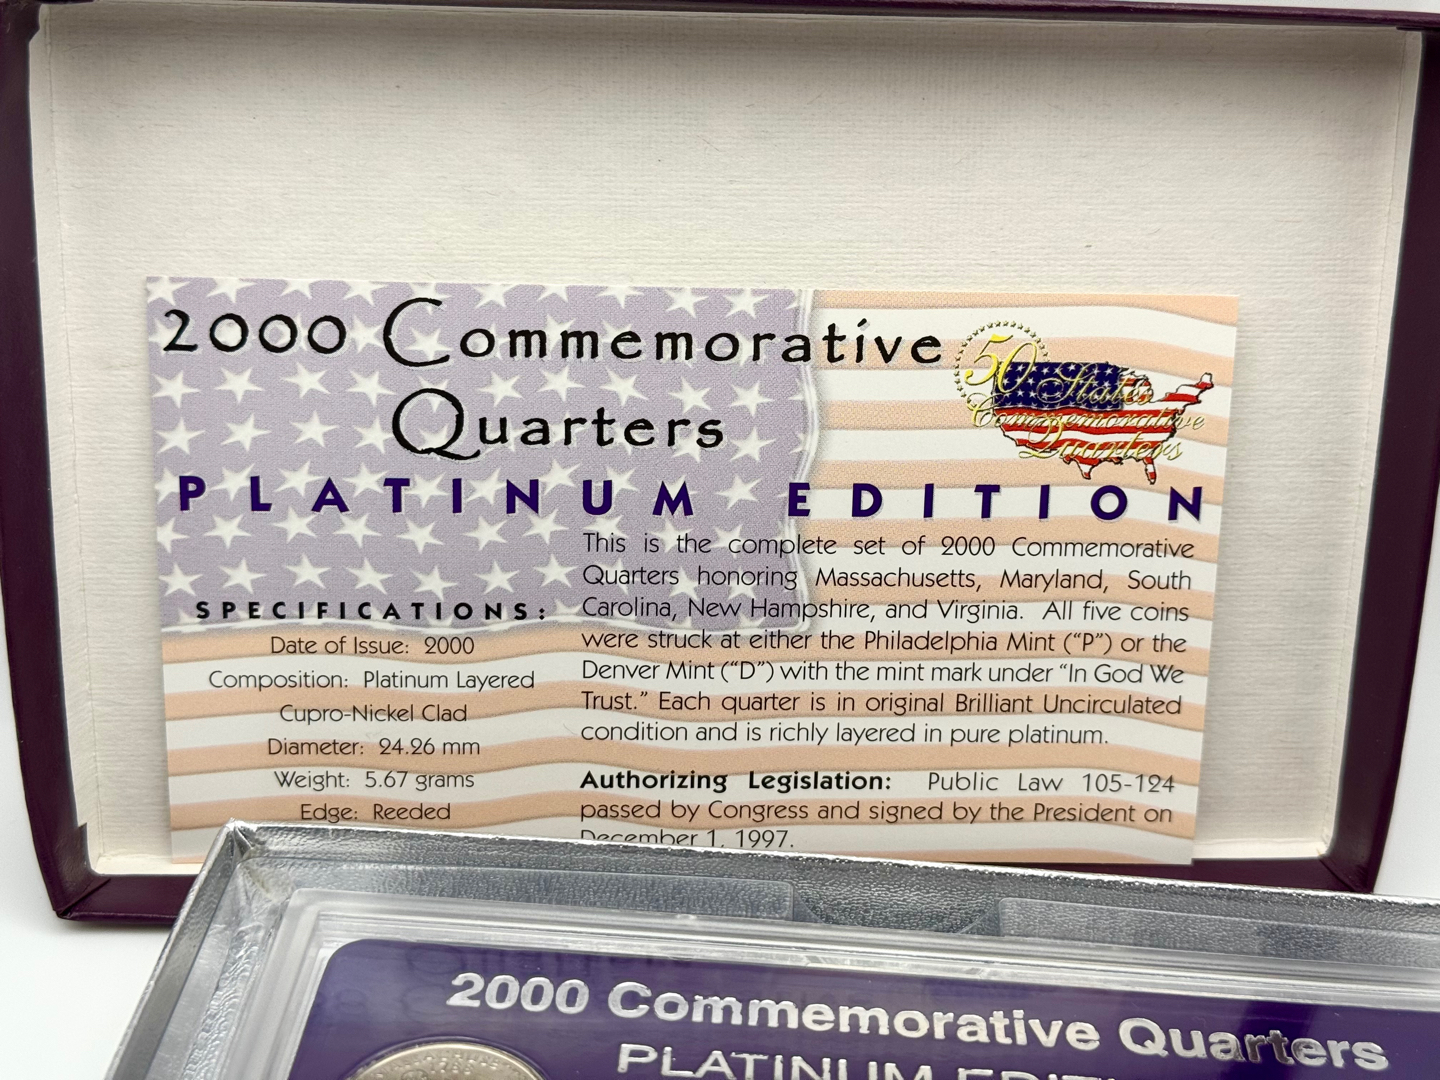 2000 Commemorative
Quarters
50 States
Commemorative
Quarters
PLATINUM EDITION
SPECIFICATIONS:
Date of Issue: 2000
Composition: Platinum Layered
Cupro-Nickel Clad
Diameter: 24.26 mm
Weight: 5.67 grams
Edge: Reeded
This is the complete set of 2000 Commemorative
Quarters honoring Massachusetts, Maryland, South
Carolina, New Hampshire, and Virginia. All five coins
were struck at either the Philadelphia Mint ("P") or the
Denver Mint ("D") with the mint mark under "In God We
Trust." Each quarter is in original Brilliant Uncirculated
condition and is richly layered in pure platinum.
Authorizing Legislation: Public Law 105-124
passed by Congress and signed by the President on
December 1, 1997.
2000 Commemorative Quarters
PLATINUM EDITI